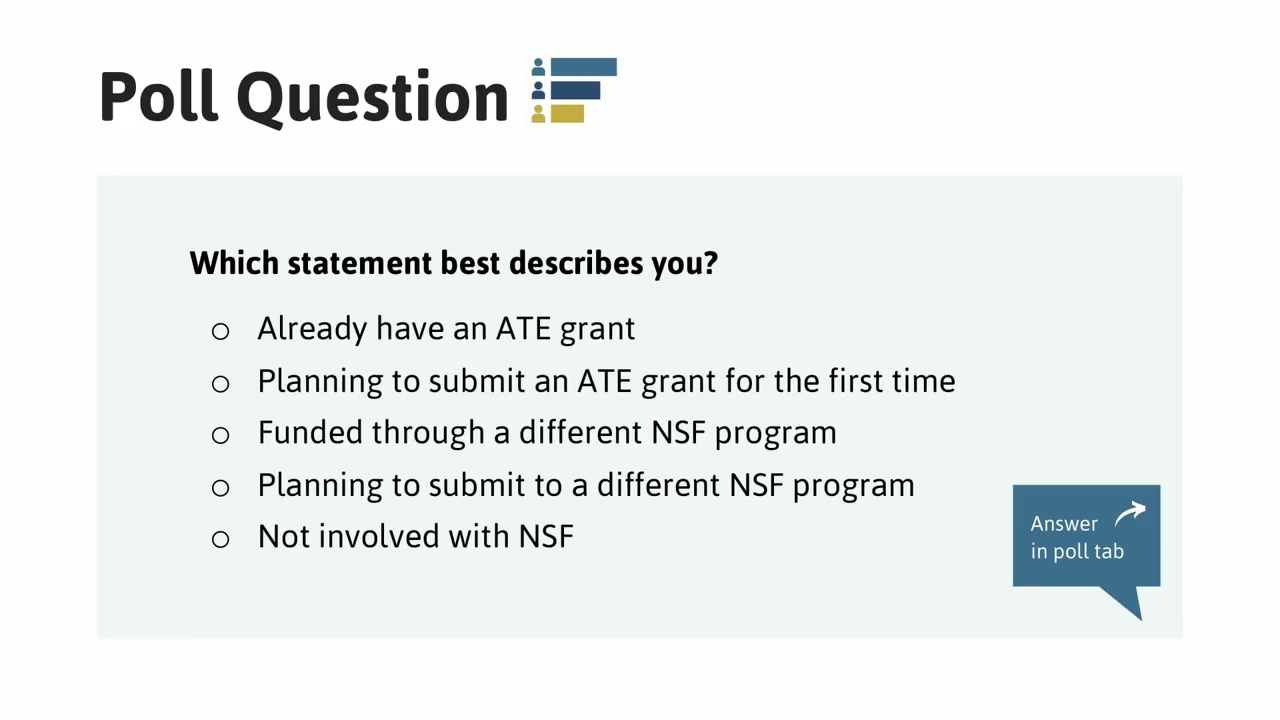 Poll Question
Which statement best describes you?
o Already have an ATE grant
o Planning to submit an ATE grant for the first time
o Funded through a different NSF program
o Planning to submit to a different NSF program
o Not involved with NSF
Answer
in poll tab